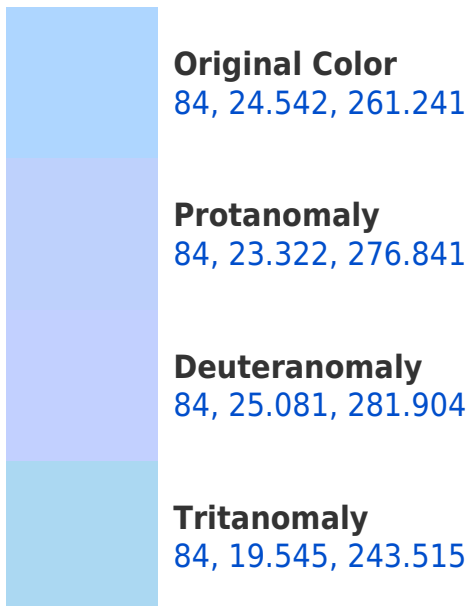 Original Color
84, 24.542, 261.241
Protanomaly
84, 23.322, 276.841
Deuteranomaly
84, 25.081, 281.904
Tritanomaly
84, 19.545, 243.515